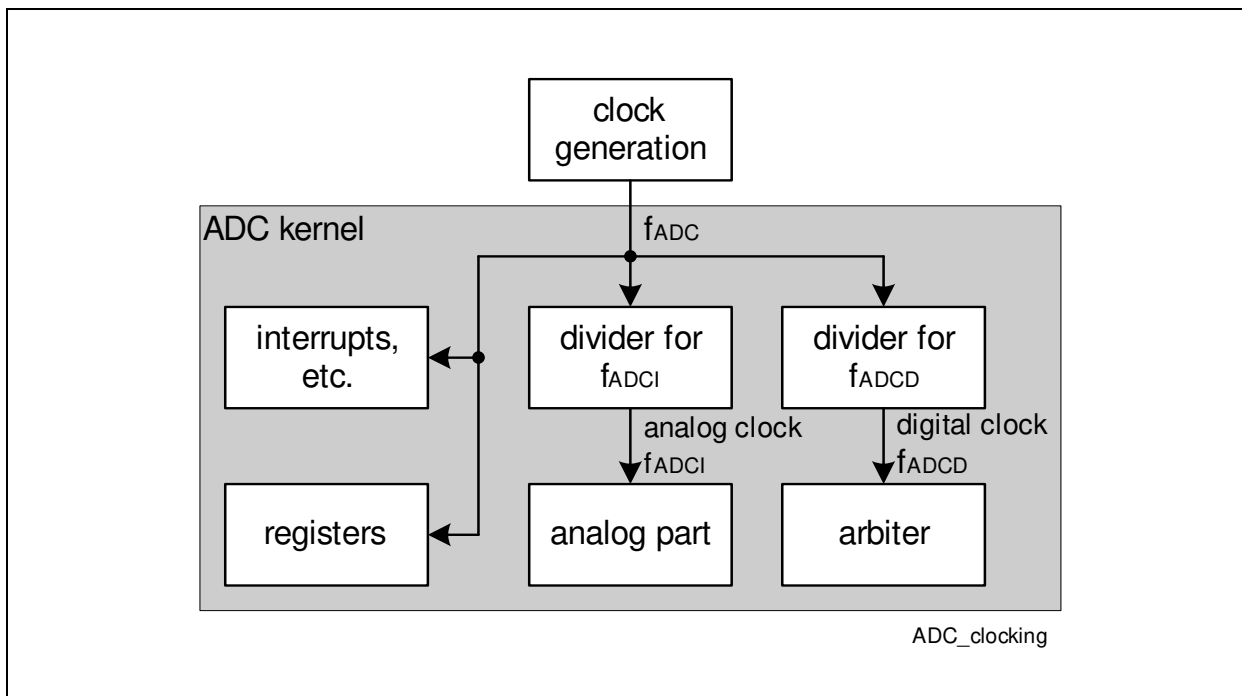 clock
generation
ADC kernel
fADC
interrupts,
etc.
divider for
fADCI
divider for
fADCD
analog clock
fADCI
digital clock
fADCD
registers
analog part
arbiter
ADC_clocking